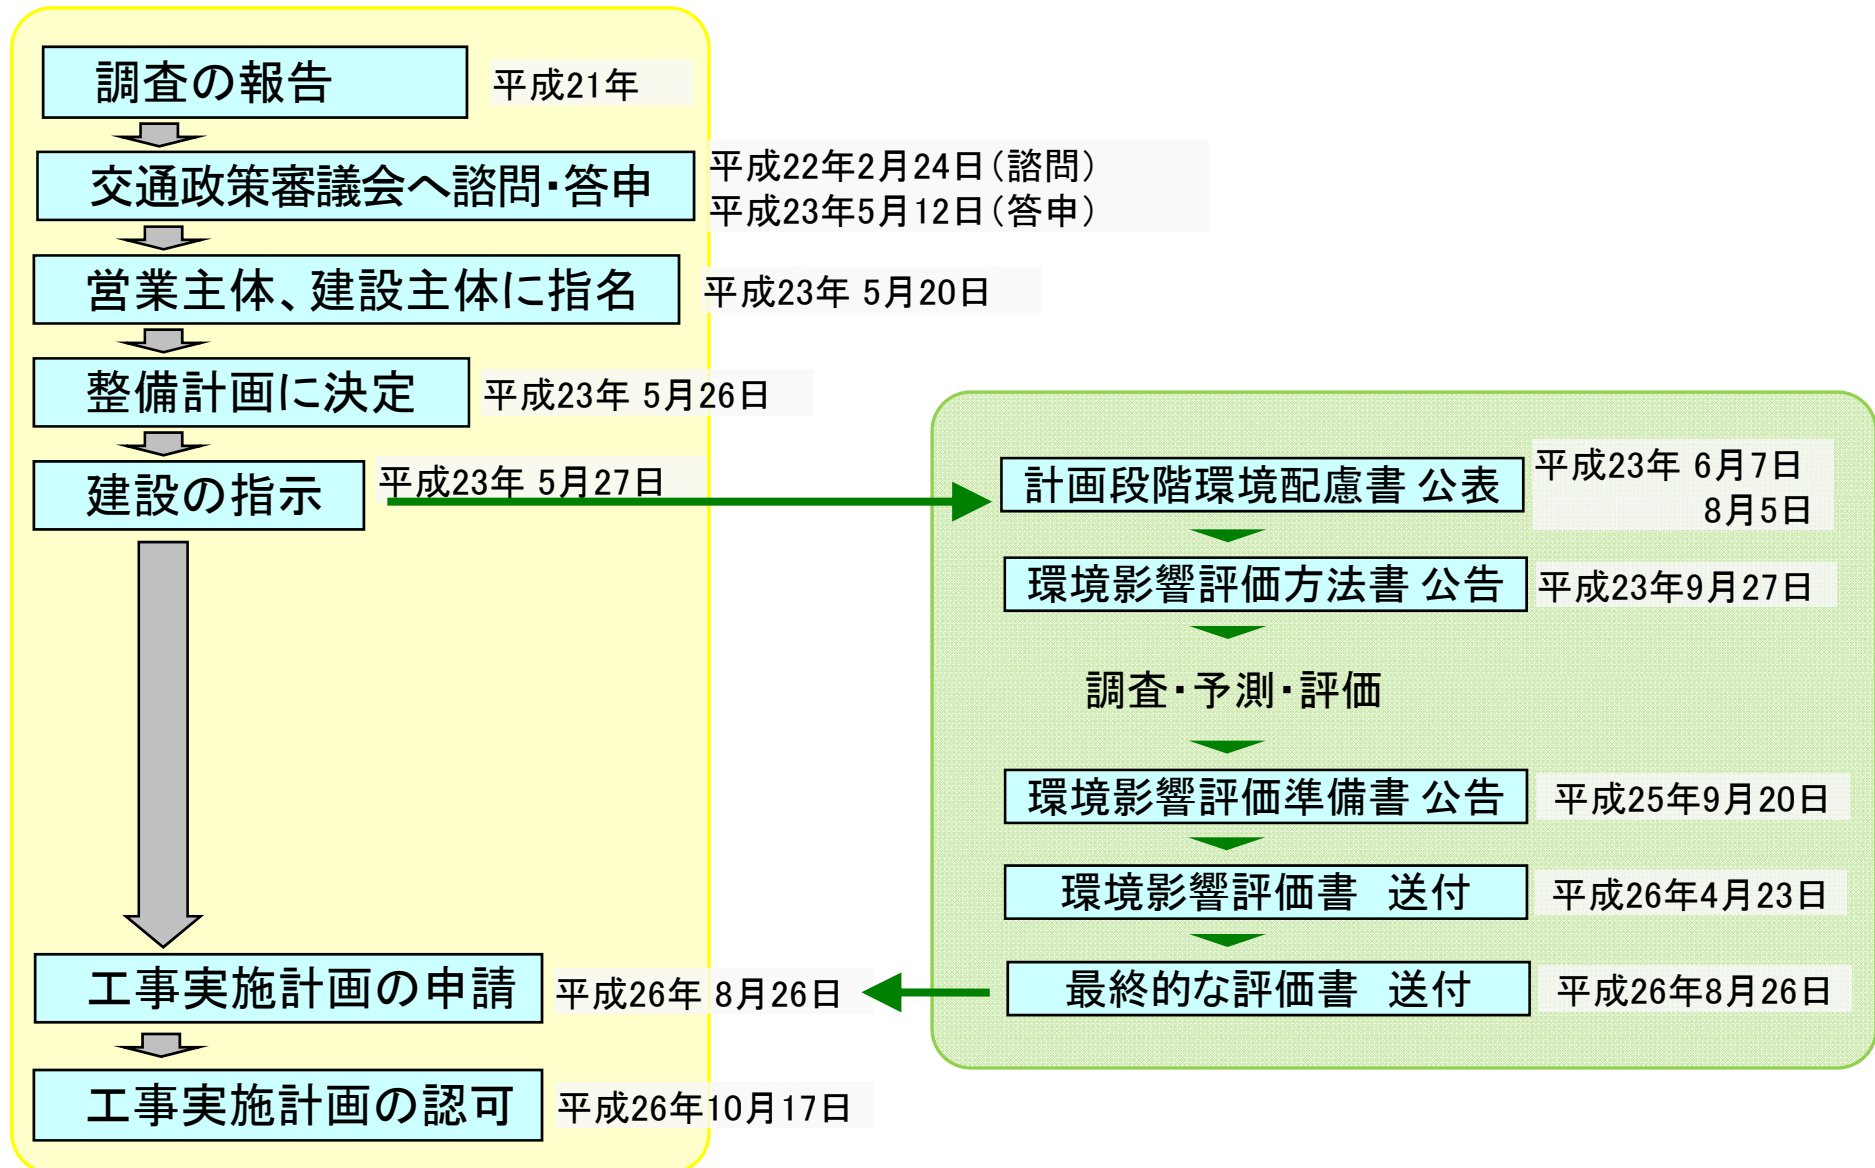 調査の報告
平成21年
交通政策審議会へ諮問・答申
平成22年2月24日（諮問）
平成23年5月12日（答申）
営業主体、建設主体に指名
平成23年 5月20日
整備計画に決定
平成23年 5月26日
建設の指示
平成23年 5月27日
計画段階環境配慮書 公表
平成23年 6月7日
8月5日
環境影響評価方法書 公告
平成23年9月27日
調査・予測・評価
環境影響評価準備書 公告
平成25年9月20日
環境影響評価書　送付
平成26年4月23日
最終的な評価書　送付
平成26年8月26日
工事実施計画の申請
平成26年 8月26日
工事実施計画の認可
平成26年10月17日